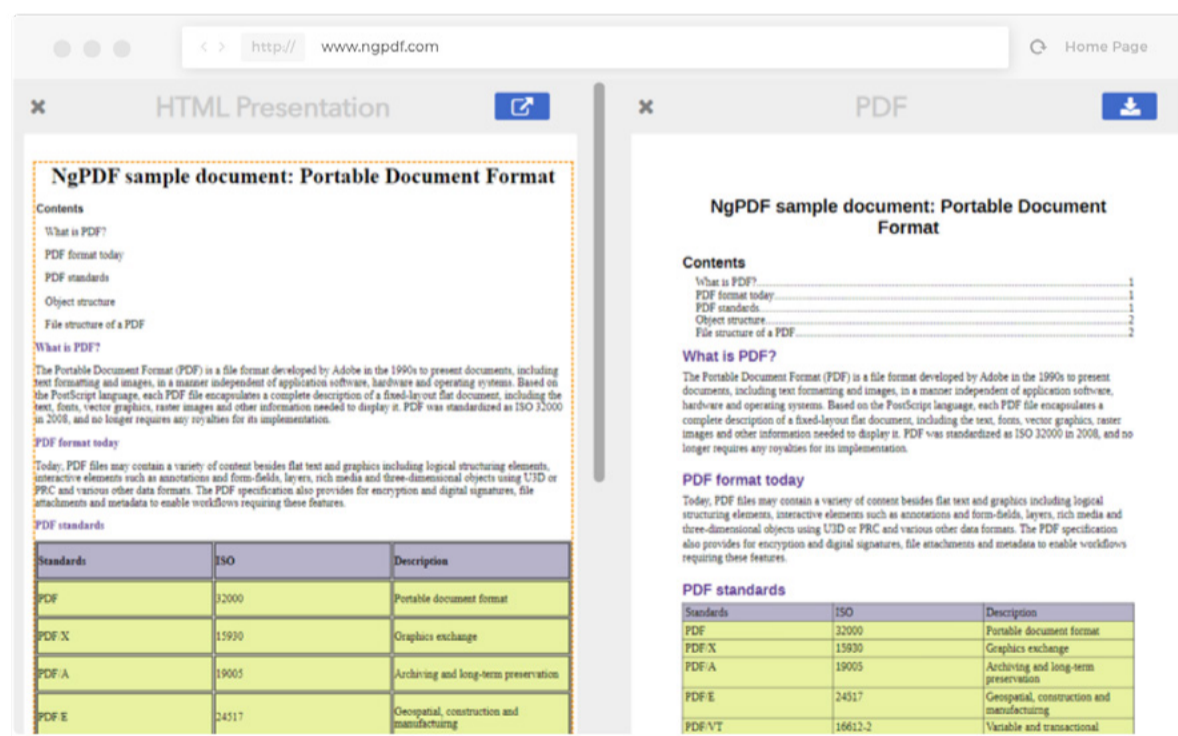 http:// www.ngpdf.com Home Page
HTML Presentation
NgPDF sample document: Portable Document Format
Contents
What is PDF?
PDF format today
PDF standards
Object structure
File structure of a PDF
What is PDF?
The Portable Document Format (PDF) is a file format developed by Adobe in the 1990s to present documents, including
text formatting and images, in a manner independent of application software, hardware and operating systems. Based on
the PostScript language, each PDF file encapsulates a complete description of a fixed-layout flat document, including the
text, fonts, vector graphics, raster images and other information needed to display it. PDF was standardized as ISO 32000
in 2008, and no longer requires any royalties for its implementation.
PDF format today
Today, PDF files may contain a variety of content besides flat text and graphics including logical structuring elements,
interactive elements such as annotations and form-fields, layers, rich media and three-dimensional objects using U3D or
PRC and various other data formats. The PDF specification also provides for encryption and digital signatures, file
attachments and metadata to enable workflows requiring these features.
PDF standards
Standards ISO Description
PDF 32000 Portable document format
PDF/X 15930 Graphics exchange
PDF/A 19005 Archiving and long-term preservation
PDF/E 24517 Geospatial, construction and
manufactuirng
PDF
NgPDF sample document: Portable Document
Format
Contents
What is PDF? 1
PDF format today 1
PDF standards 1
Object structure 2
File structure of a PDF 2
What is PDF?
The Portable Document Format (PDF) is a file format developed by Adobe in the 1990s to present
documents, including text formatting and images, in a manner independent of application software,
hardware and operating systems. Based on the PostScript language, each PDF file encapsulates a
complete description of a fixed-layout flat document, including the text, fonts, vector graphics, raster
images and other information needed to display it. PDF was standardized as ISO 32000 in 2008, and no
longer requires any royalties for its implementation.
PDF format today
Today, PDF files may contain a variety of content besides flat text and graphics including logical
structuring elements, interactive elements such as annotations and form-fields, layers, rich media and
three-dimensional objects using U3D or PRC and various other data formats. The PDF specification
also provides for encryption and digital signatures, file attachments and metadata to enable workflows
requiring these features.
PDF standards
Standards ISO Description
PDF 32000 Portable document format
PDF/X 15930 Graphics exchange
PDF/A 19005 Archiving and long-term
preservation
PDF/E 24517 Geospatial, construction and
manufactuirng
PDF/VT 16612-2 Variable and transactional